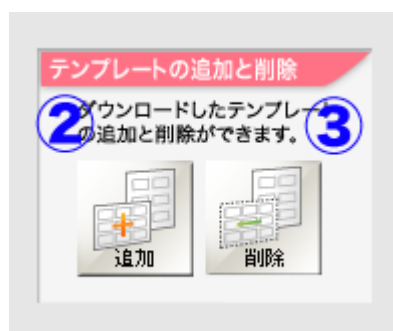 テンプレートの追加と削除
②ダウンロードしたテンプレート③
の追加と削除ができます。
追加 削除